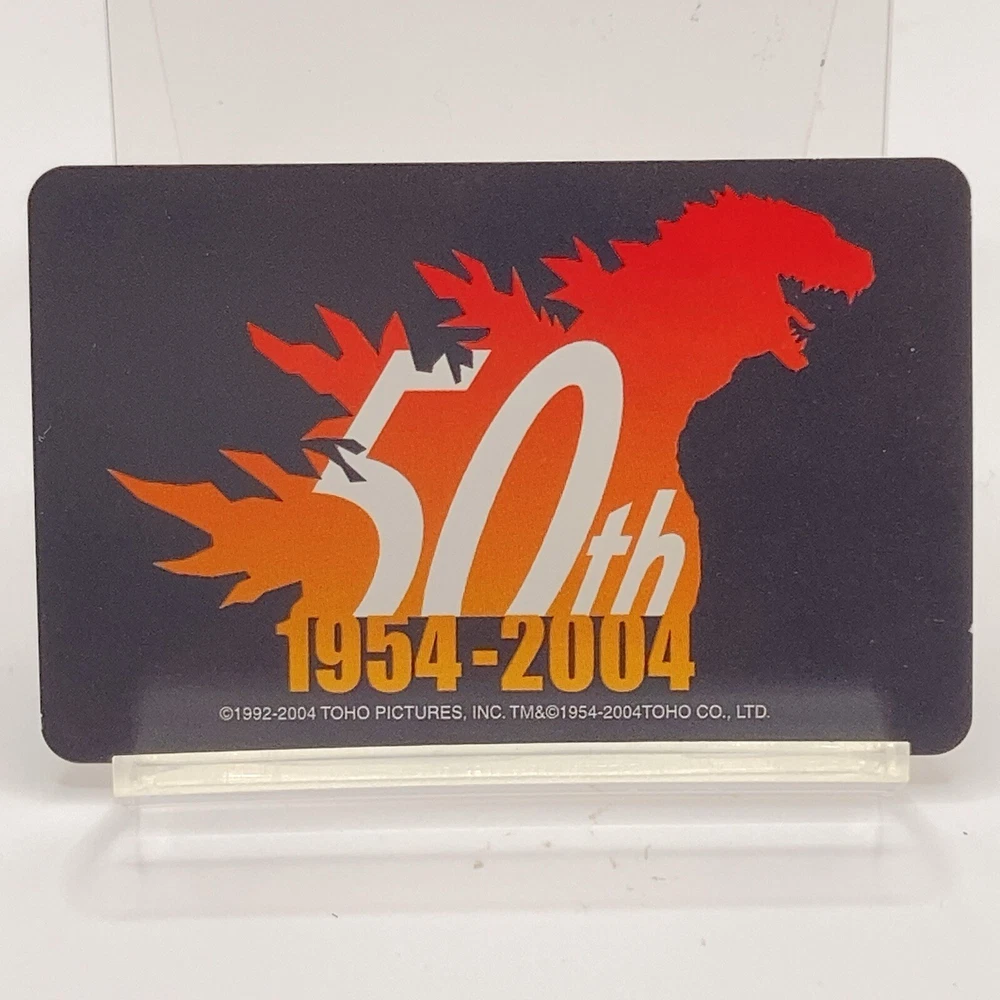 50th
1954-2004
©1992-2004 TOHO PICTURES, INC. TM&©1954-2004TOHO CO., LTD.